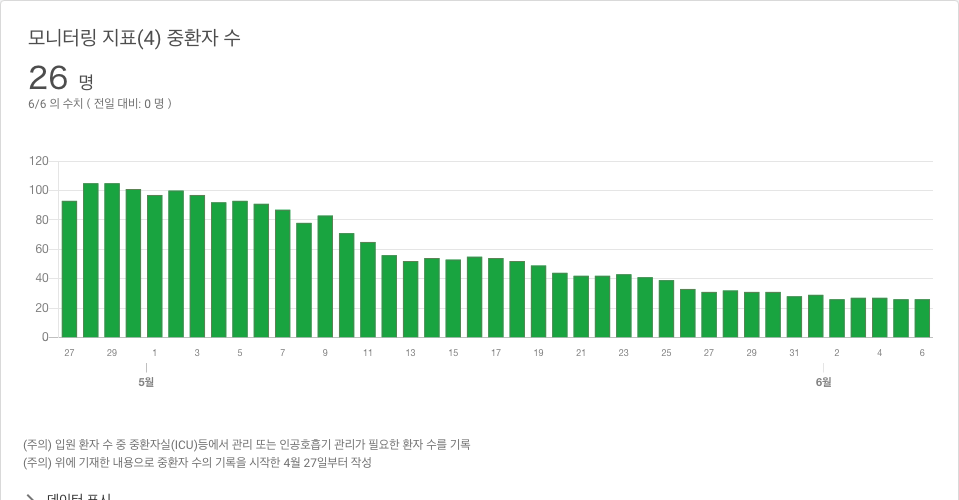 모니터링 지표(4) 중환자 수
26 명
6/6 의 수치 ( 전일 대비: 0 명 )
120
100
80
60
40
20
0
27 29 1 3 5 7 9 11 13 15 17 19 21 23 25 27 29 31 2 4 6
5월 6월
(주의) 입원 환자 수 중 중환자실(ICU)등에서 관리 또는 인공호흡기 관리가 필요한 환자 수를 기록
(주의) 위에 기재한 내용으로 중환자 수의 기록을 시작한 4월 27일부터 작성
데이터 표시